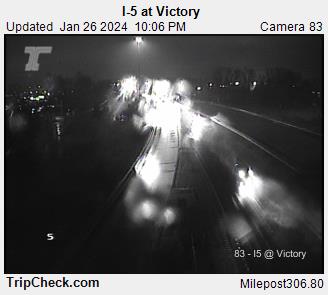 I-5 at Victory
Updated Jan 26 2024 10:06 PM Camera 83
T
S
83 - I5 @ Victory
TripCheck.com Milepost306.80